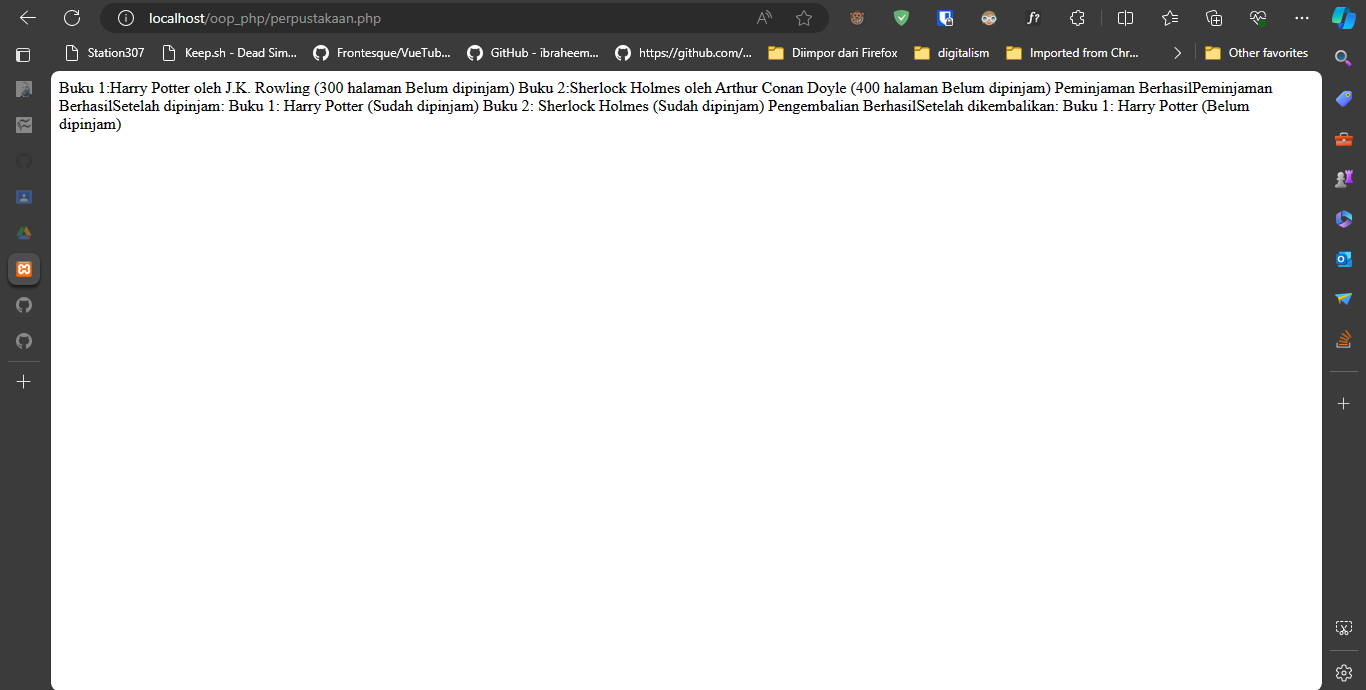 localhost/oop_php/perpustakaan.php
Station307
Keep.sh - Dead Sim...
Frontesque/VueTub...
GitHub - ibraheem...
https://github.com/...
Diimpor dari Firefox
digitalism
Imported from Chr...
Other favorites
Buku 1:Harry Potter oleh J.K. Rowling (300 halaman Belum dipinjam) Buku 2:Sherlock Holmes oleh Arthur Conan Doyle (400 halaman Belum dipinjam) Peminjaman BerhasilPeminjaman
BerhasilSetelah dipinjam: Buku 1: Harry Potter (Sudah dipinjam) Buku 2: Sherlock Holmes (Sudah dipinjam) Pengembalian BerhasilSetelah dikembalikan: Buku 1: Harry Potter (Belum
dipinjam)